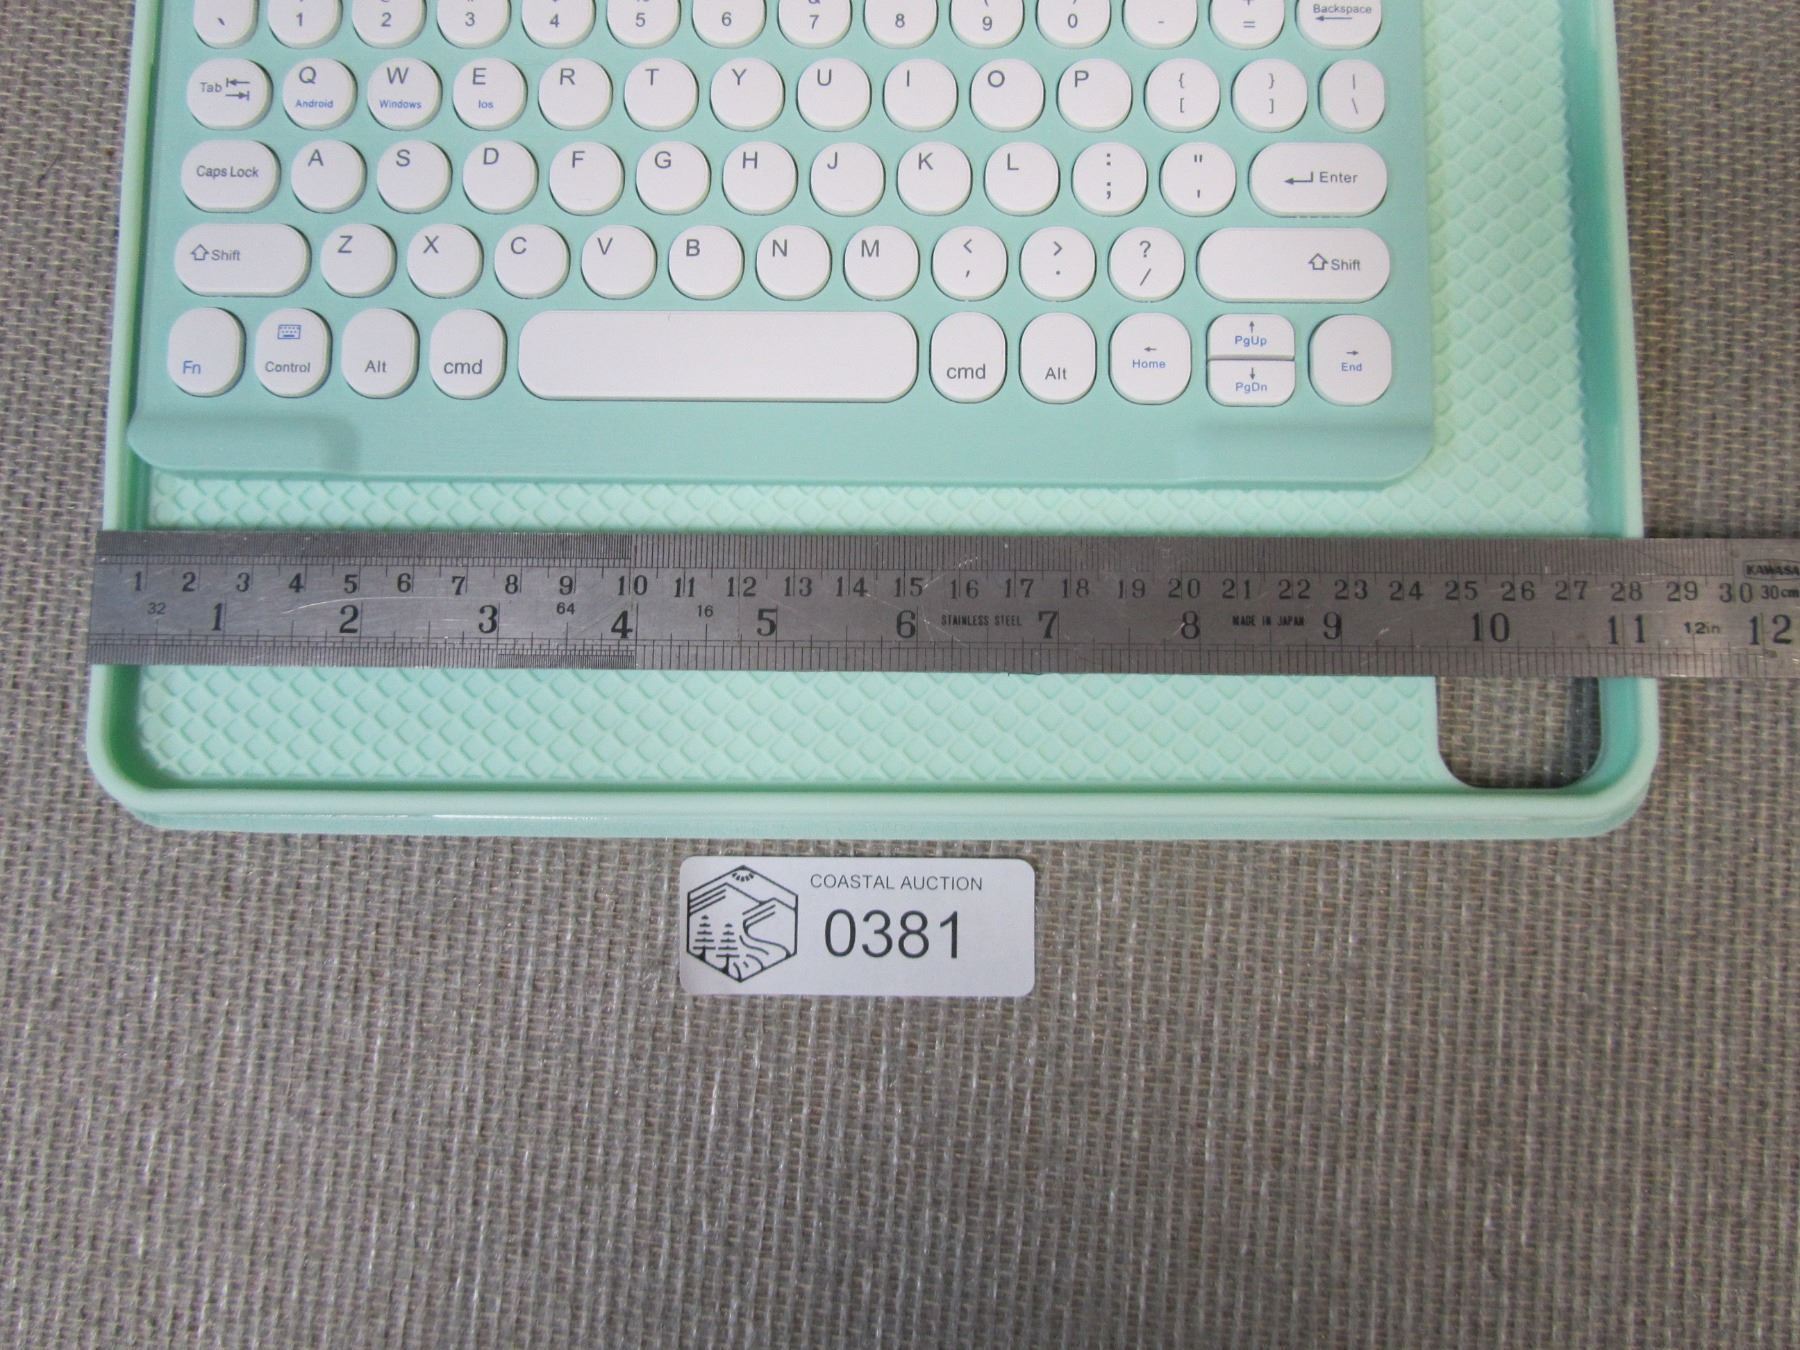 ` 1 2 3 4 5 6 7 8 9 0 - = Backspace
Tab Q W E R T Y U I O P { } |
Android Windows Ios [ ] \
Caps Lock A S D F G H J K L : " Enter
; '
Shift Z X C V B N M < > ? Shift
, . /
Fn Control Alt cmd cmd Alt Home PgUp End
PgDn
1 2 3 4 5 6 7 8 9 10 11 12 13 14 15 16 17 18 19 20 21 22 23 24 25 26 27 28 29 30 30cm
KAWASA
32 64 16
1 2 3 4 5 6 STAINLESS STEEL 7 8 MADE IN JAPAN 9 10 11 12in 12
COASTAL AUCTION
0381